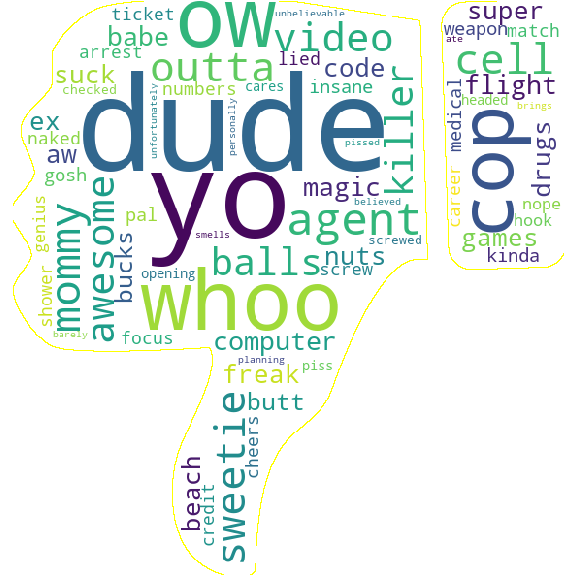 ticket
ow
unbelievable
super
babe
video
weapon
match
arrest
outta
lied
ate
cell
suck
code
checked
numbers
cares
insane
killer
flight
dude
headed
brings
ex
unfortunately
personally
medical
cop
drugs
naked
pissed
aw
gosh
yo
magic
career
awesome
mommy
believed
nope
genius
pal
agent
hook
bucks
smells
screwed
games
balls
nuts
kinda
opening
screw
shower
whoo
barely
focus
computer
planning
freak
piss
sweetie
butt
cheers
beach
credit